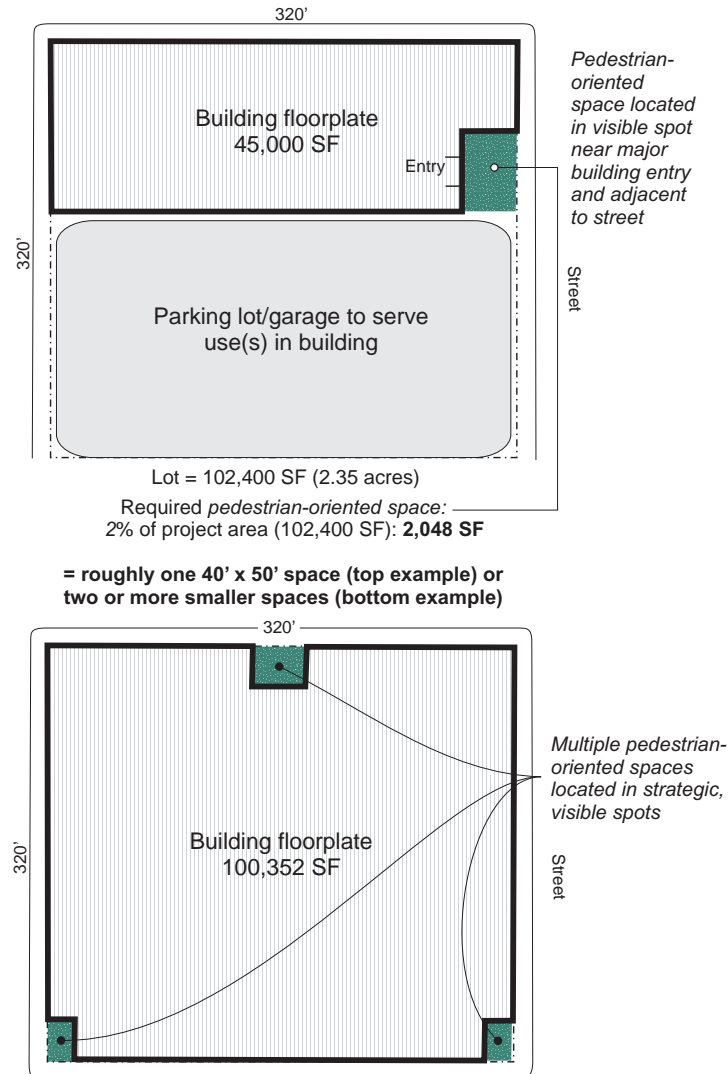 320'
Pedestrian-
oriented
space located
in visible spot
near major
building entry
and adjacent
to street
Building floorplate
45,000 SF
Entry
320'
Street
Parking lot/garage to serve
use(s) in building
Lot = 102,400 SF (2.35 acres)
Required pedestrian-oriented space:
2% of project area (102,400 SF): 2,048 SF
= roughly one 40' x 50' space (top example) or
two or more smaller spaces (bottom example)
320'
Multiple pedestrian-
oriented spaces
located in strategic,
visible spots
Building floorplate
100,352 SF
320'
Street